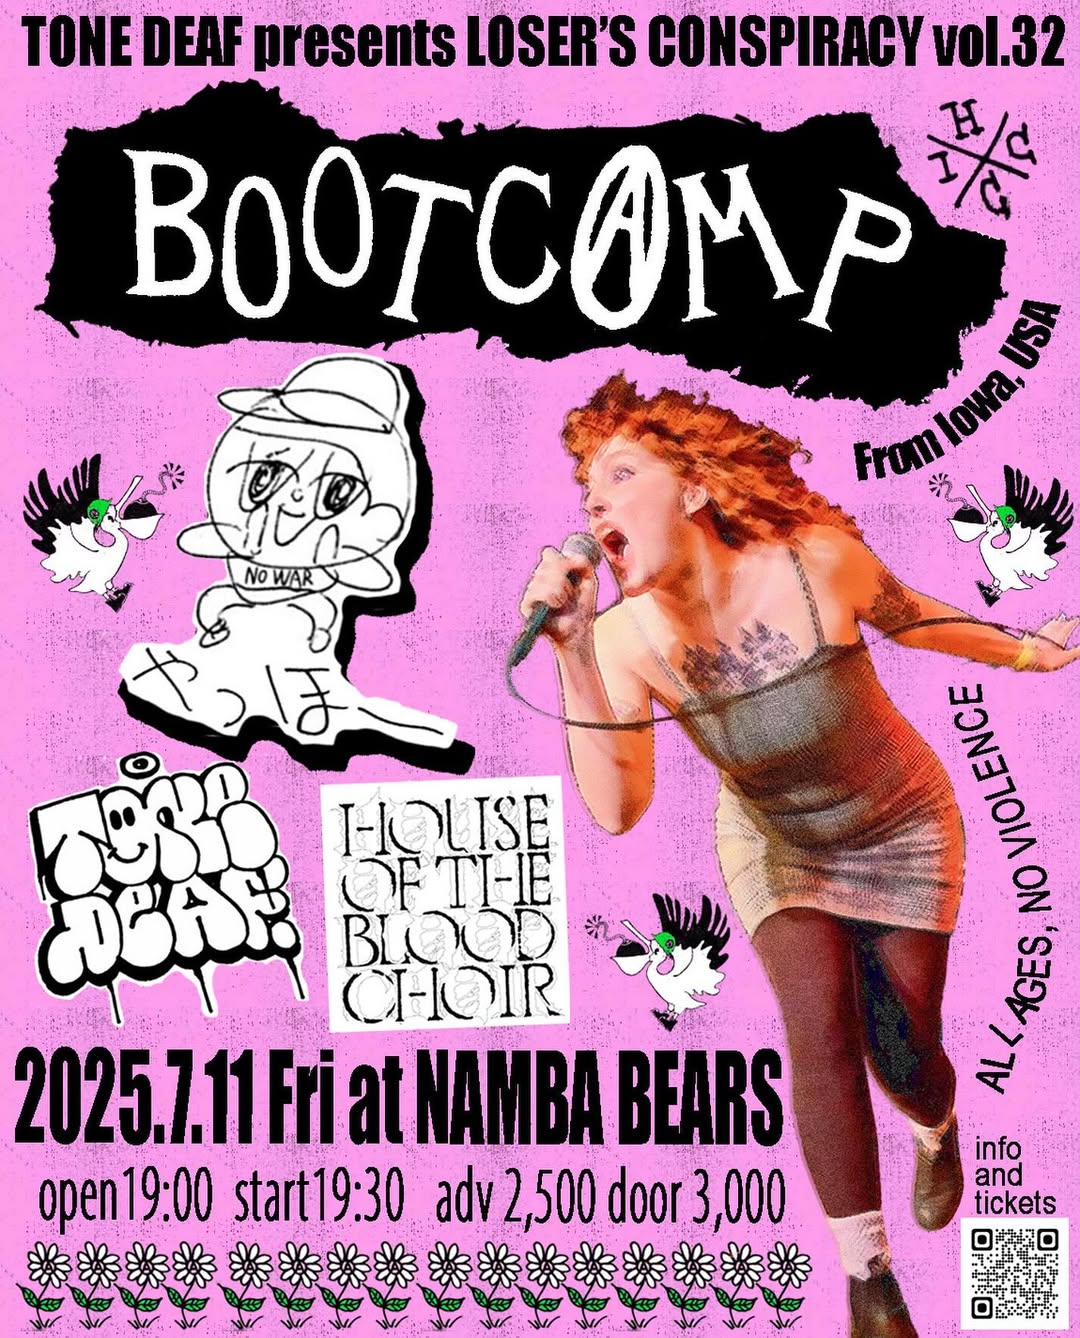 TONE DEAF presents LOSER'S CONSPIRACY vol.32
BOOTCAMP
H
C
I
G
From Iowa, USA
NO WAR
やっほー
TONE
DEAF.
HOUSE
OF THE
BLOOD
CHOIR
ALL AGES, NO VIOLENCE
2025.7.11 Fri at NAMBA BEARS
open19:00 start19:30 adv 2,500 door 3,000
info
and
tickets